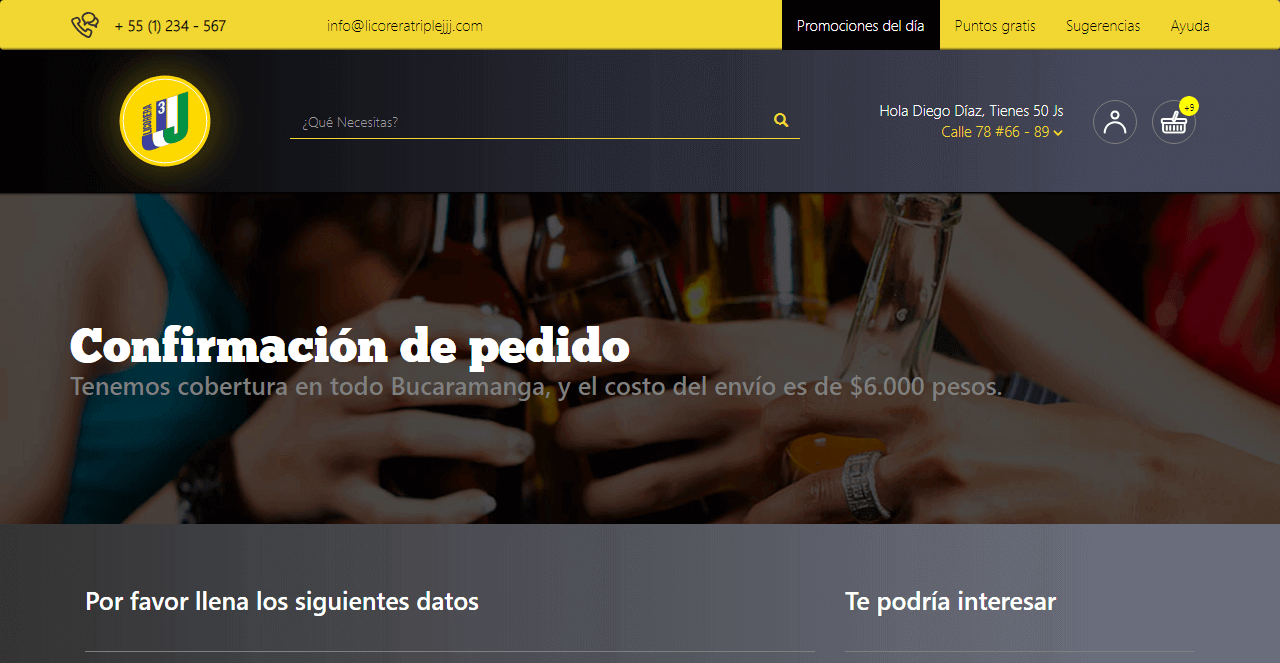 + 55 (1) 234 - 567
info@licoreratriplejjj.com
Promociones del día
Puntos gratis
Sugerencias
Ayuda
LICORERIA
3
J
¿Qué Necesitas?
Hola Diego Díaz, Tienes 50 Js
Calle 78 #66 - 89
+9
Confirmación de pedido
Tenemos cobertura en todo Bucaramanga, y el costo del envío es de $6.000 pesos.
Por favor llena los siguientes datos
Te podría interesar